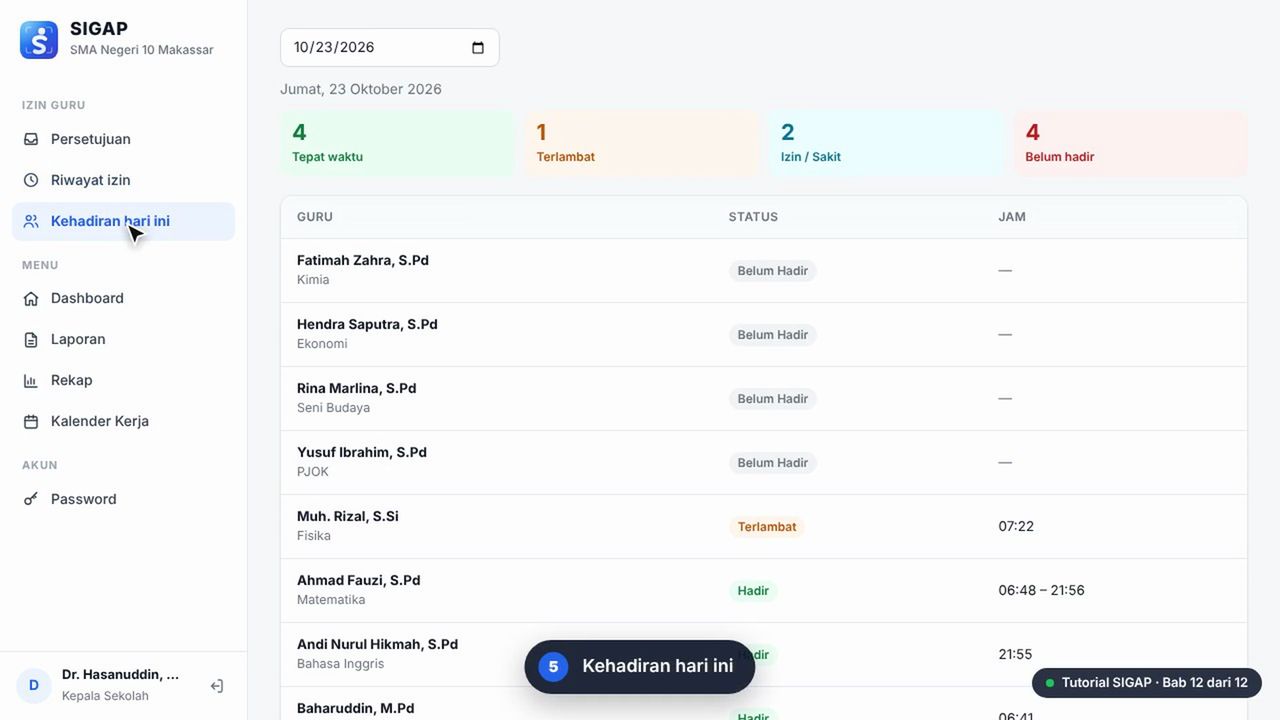 SIGAP
SMA Negeri 10 Makassar
IZIN GURU
Persetujuan
Riwayat izin
Kehadiran hari ini
MENU
Dashboard
Laporan
Rekap
Kalender Kerja
AKUN
Password
D
Dr. Hasanuddin, ...
Kepala Sekolah
10/23/2026
Jumat, 23 Oktober 2026
4
Tepat waktu
1
Terlambat
2
Izin / Sakit
4
Belum hadir
GURU STATUS JAM
Fatimah Zahra, S.Pd
Kimia
Belum Hadir —
Hendra Saputra, S.Pd
Ekonomi
Belum Hadir —
Rina Marlina, S.Pd
Seni Budaya
Belum Hadir —
Yusuf Ibrahim, S.Pd
PJOK
Belum Hadir —
Muh. Rizal, S.Si
Fisika
Terlambat 07:22
Ahmad Fauzi, S.Pd
Matematika
Hadir 06:48 – 21:56
Andi Nurul Hikmah, S.Pd
Bahasa Inggris
21:55
Baharuddin, M.Pd
Hadir 06:41
5 Kehadiran hari ini
Tutorial SIGAP · Bab 12 dari 12